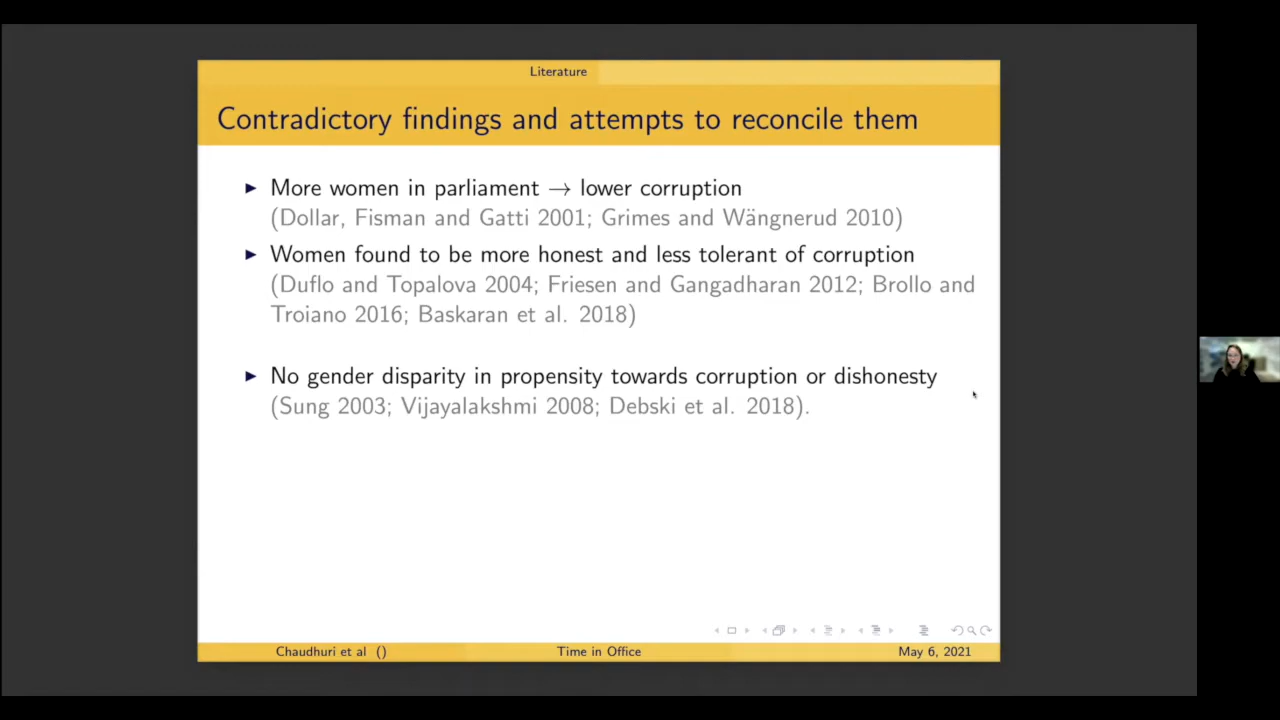 Literature
Contradictory findings and attempts to reconcile them
▶ More women in parliament → lower corruption
(Dollar, Fisman and Gatti 2001; Grimes and Wängnerud 2010)
▶ Women found to be more honest and less tolerant of corruption
(Duflo and Topalova 2004; Friesen and Gangadharan 2012; Brollo and
Troiano 2016; Baskaran et al. 2018)
▶ No gender disparity in propensity towards corruption or dishonesty
(Sung 2003; Vijayalakshmi 2008; Debski et al. 2018).
Chaudhuri et al ()
Time in Office
May 6, 2021